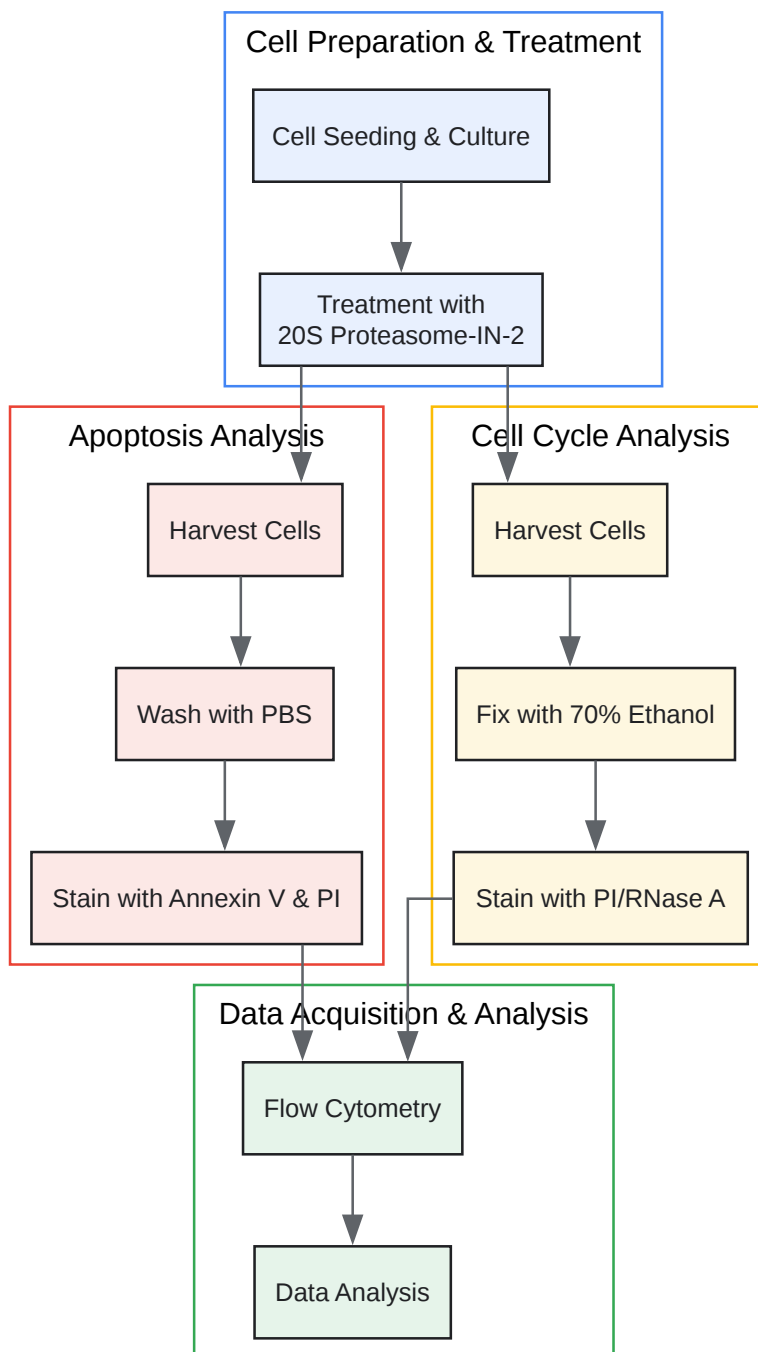 Cell Preparation & Treatment
Cell Seeding & Culture
Treatment with
20S Proteasome-IN-2
Apoptosis Analysis
Harvest Cells
Wash with PBS
Stain with Annexin V & PI
Cell Cycle Analysis
Harvest Cells
Fix with 70% Ethanol
Stain with PI/RNase A
Data Acquisition & Analysis
Flow Cytometry
Data Analysis